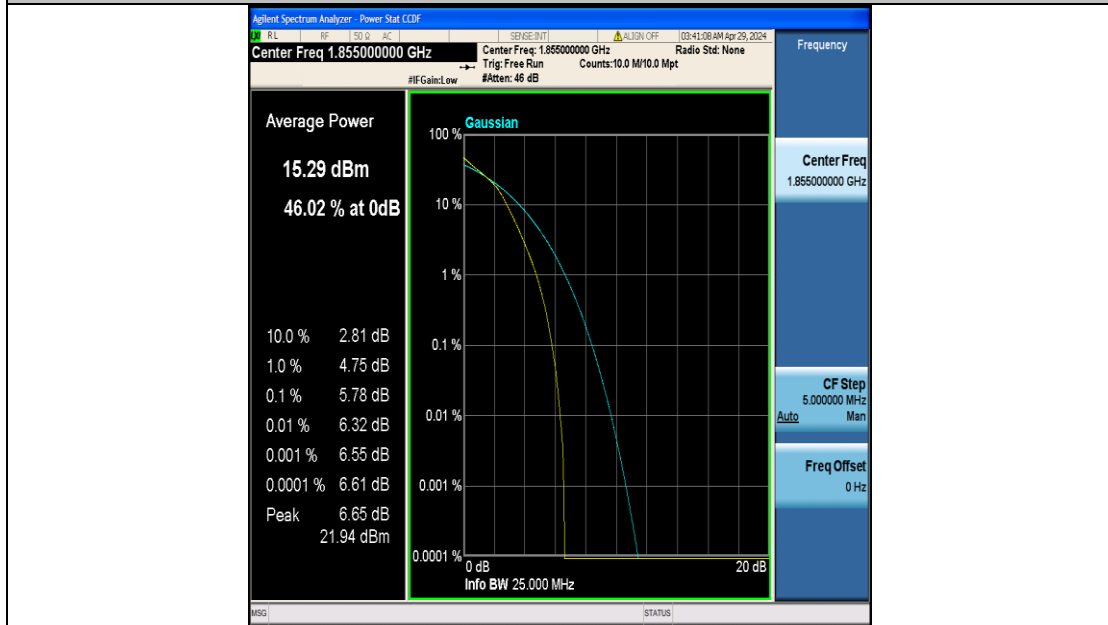 Agilent Spectrum Analyzer - Power Stat CCDF
RL RF 50 Ω AC SENSE:INT ALIGN OFF 03:41:08 AM Apr 29, 2024
Center Freq 1.855000000 GHz
Center Freq: 1.855000000 GHz Radio Std: None
Trig: Free Run Counts:10.0 M/10.0 Mpt
#IFGain:Low #Atten: 46 dB
Frequency
Average Power
15.29 dBm
46.02 % at 0dB
10.0 % 2.81 dB
1.0 % 4.75 dB
0.1 % 5.78 dB
0.01 % 6.32 dB
0.001 % 6.55 dB
0.0001 % 6.61 dB
Peak 6.65 dB
21.94 dBm
Gaussian
100 %
10 %
1 %
0.1 %
0.01 %
0.001 %
0.0001 %
0 dB 20 dB
Info BW 25.000 MHz
Center Freq
1.855000000 GHz
CF Step
5.000000 MHz
Auto Man
Freq Offset
0 Hz
MSG STATUS